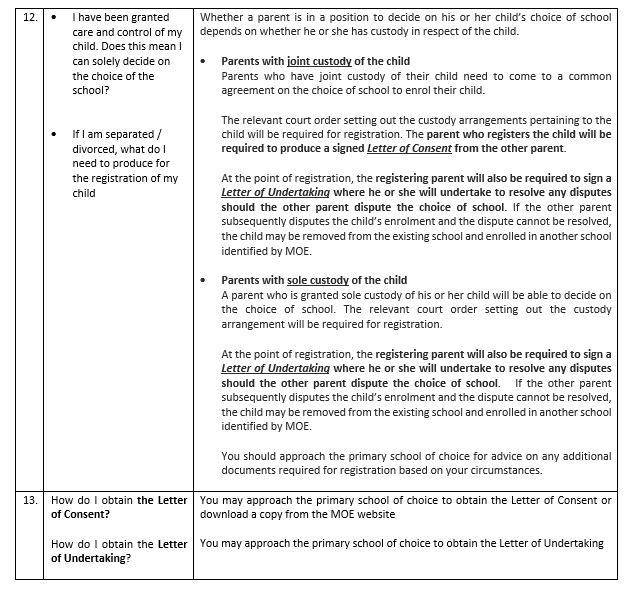 12.
• I have been granted
care and control of my
child. Does this mean I
can solely decide on
the choice of the
school?
• If I am separated /
divorced, what do I
need to produce for
the registration of my
child
Whether a parent is in a position to decide on his or her child's choice of school
depends on whether he or she has custody in respect of the child.
• Parents with joint custody of the child
Parents who have joint custody of their child need to come to a common
agreement on the choice of school to enrol their child.
The relevant court order setting out the custody arrangements pertaining to the
child will be required for registration. The parent who registers the child will be
required to produce a signed Letter of Consent from the other parent.
At the point of registration, the registering parent will also be required to sign a
Letter of Undertaking where he or she will undertake to resolve any disputes
should the other parent dispute the choice of school. If the other parent
subsequently disputes the child's enrolment and the dispute cannot be resolved,
the child may be removed from the existing school and enrolled in another school
identified by MOE.
• Parents with sole custody of the child
A parent who is granted sole custody of his or her child will be able to decide on
the choice of school. The relevant court order setting out the custody
arrangement will be required for registration.
At the point of registration, the registering parent will also be required to sign a
Letter of Undertaking where he or she will undertake to resolve any disputes
should the other parent dispute the choice of school. If the other parent
subsequently disputes the child's enrolment and the dispute cannot be resolved,
the child may be removed from the existing school and enrolled in another school
identified by MOE.
You should approach the primary school of choice for advice on any additional
documents required for registration based on your circumstances.
13.
How do I obtain the Letter
of Consent?
How do I obtain the Letter
of Undertaking?
You may approach the primary school of choice to obtain the Letter of Consent or
download a copy from the MOE website
You may approach the primary school of choice to obtain the Letter of Undertaking